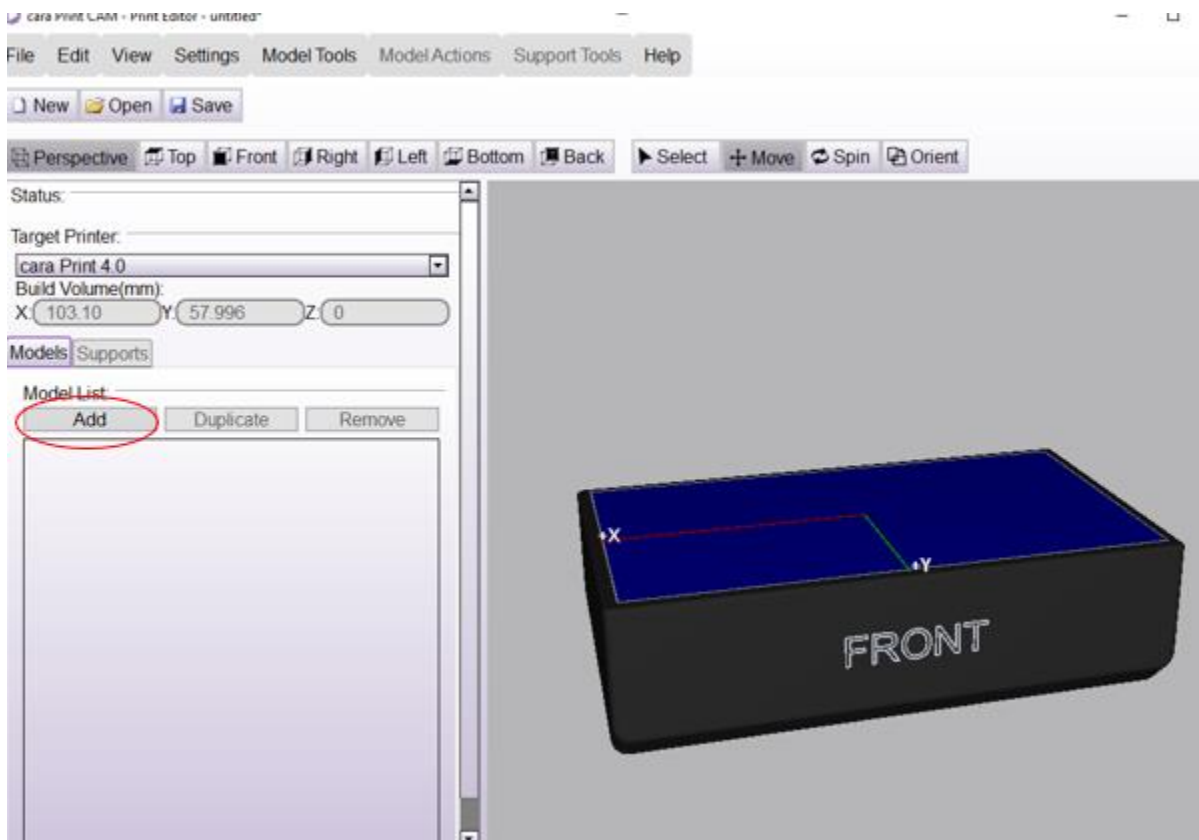 cara Print CAM - Print Editor - untitled*
File Edit View Settings Model Tools Model Actions Support Tools Help
New Open Save
Perspective Top Front Right Left Bottom Back Select Move Spin Orient
Status:
Target Printer:
cara Print 4.0
Build Volume(mm):
X: 103.10 Y: 57.996 Z: 0
Models Supports
Model List:
Add Duplicate Remove
+X
+Y
FRONT